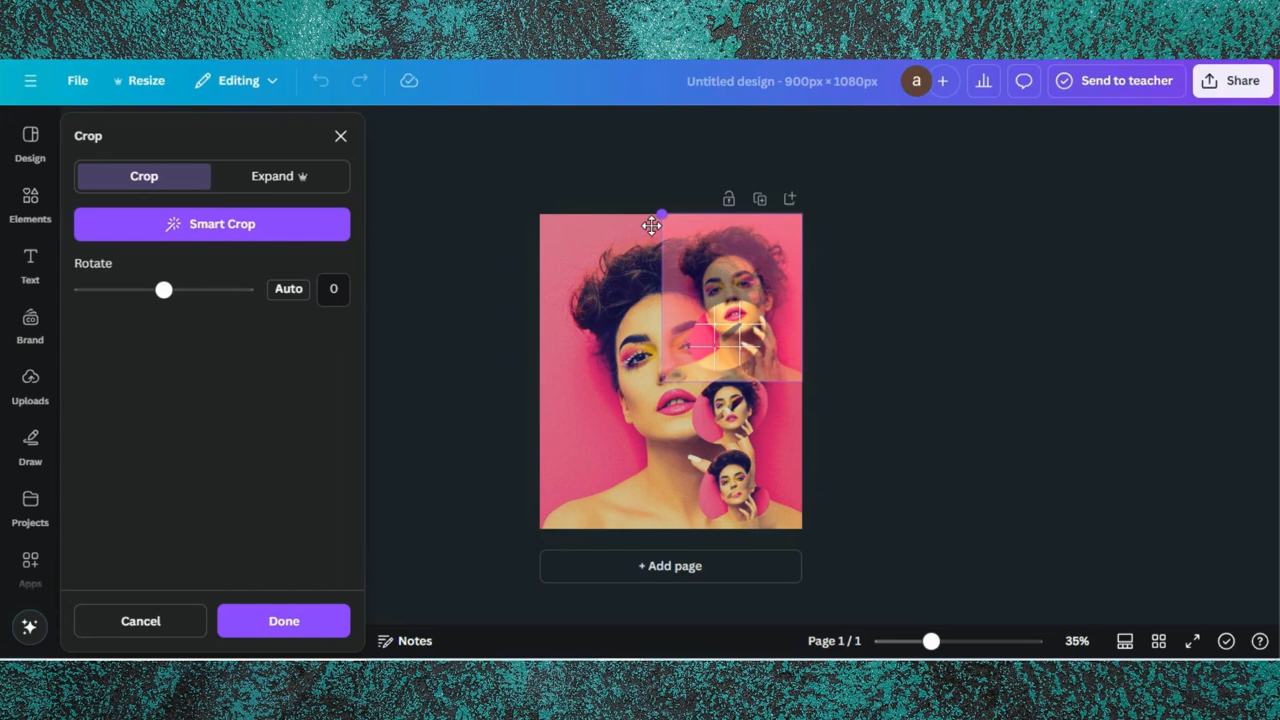 File Resize Editing Untitled design - 900px × 1080px a + Send to teacher Share
Design
Elements
Text
Brand
Uploads
Draw
Projects
Apps
Crop
Crop Expand
Smart Crop
Rotate
Auto 0
Cancel Done
+ Add page
Notes Page 1 / 1 35%